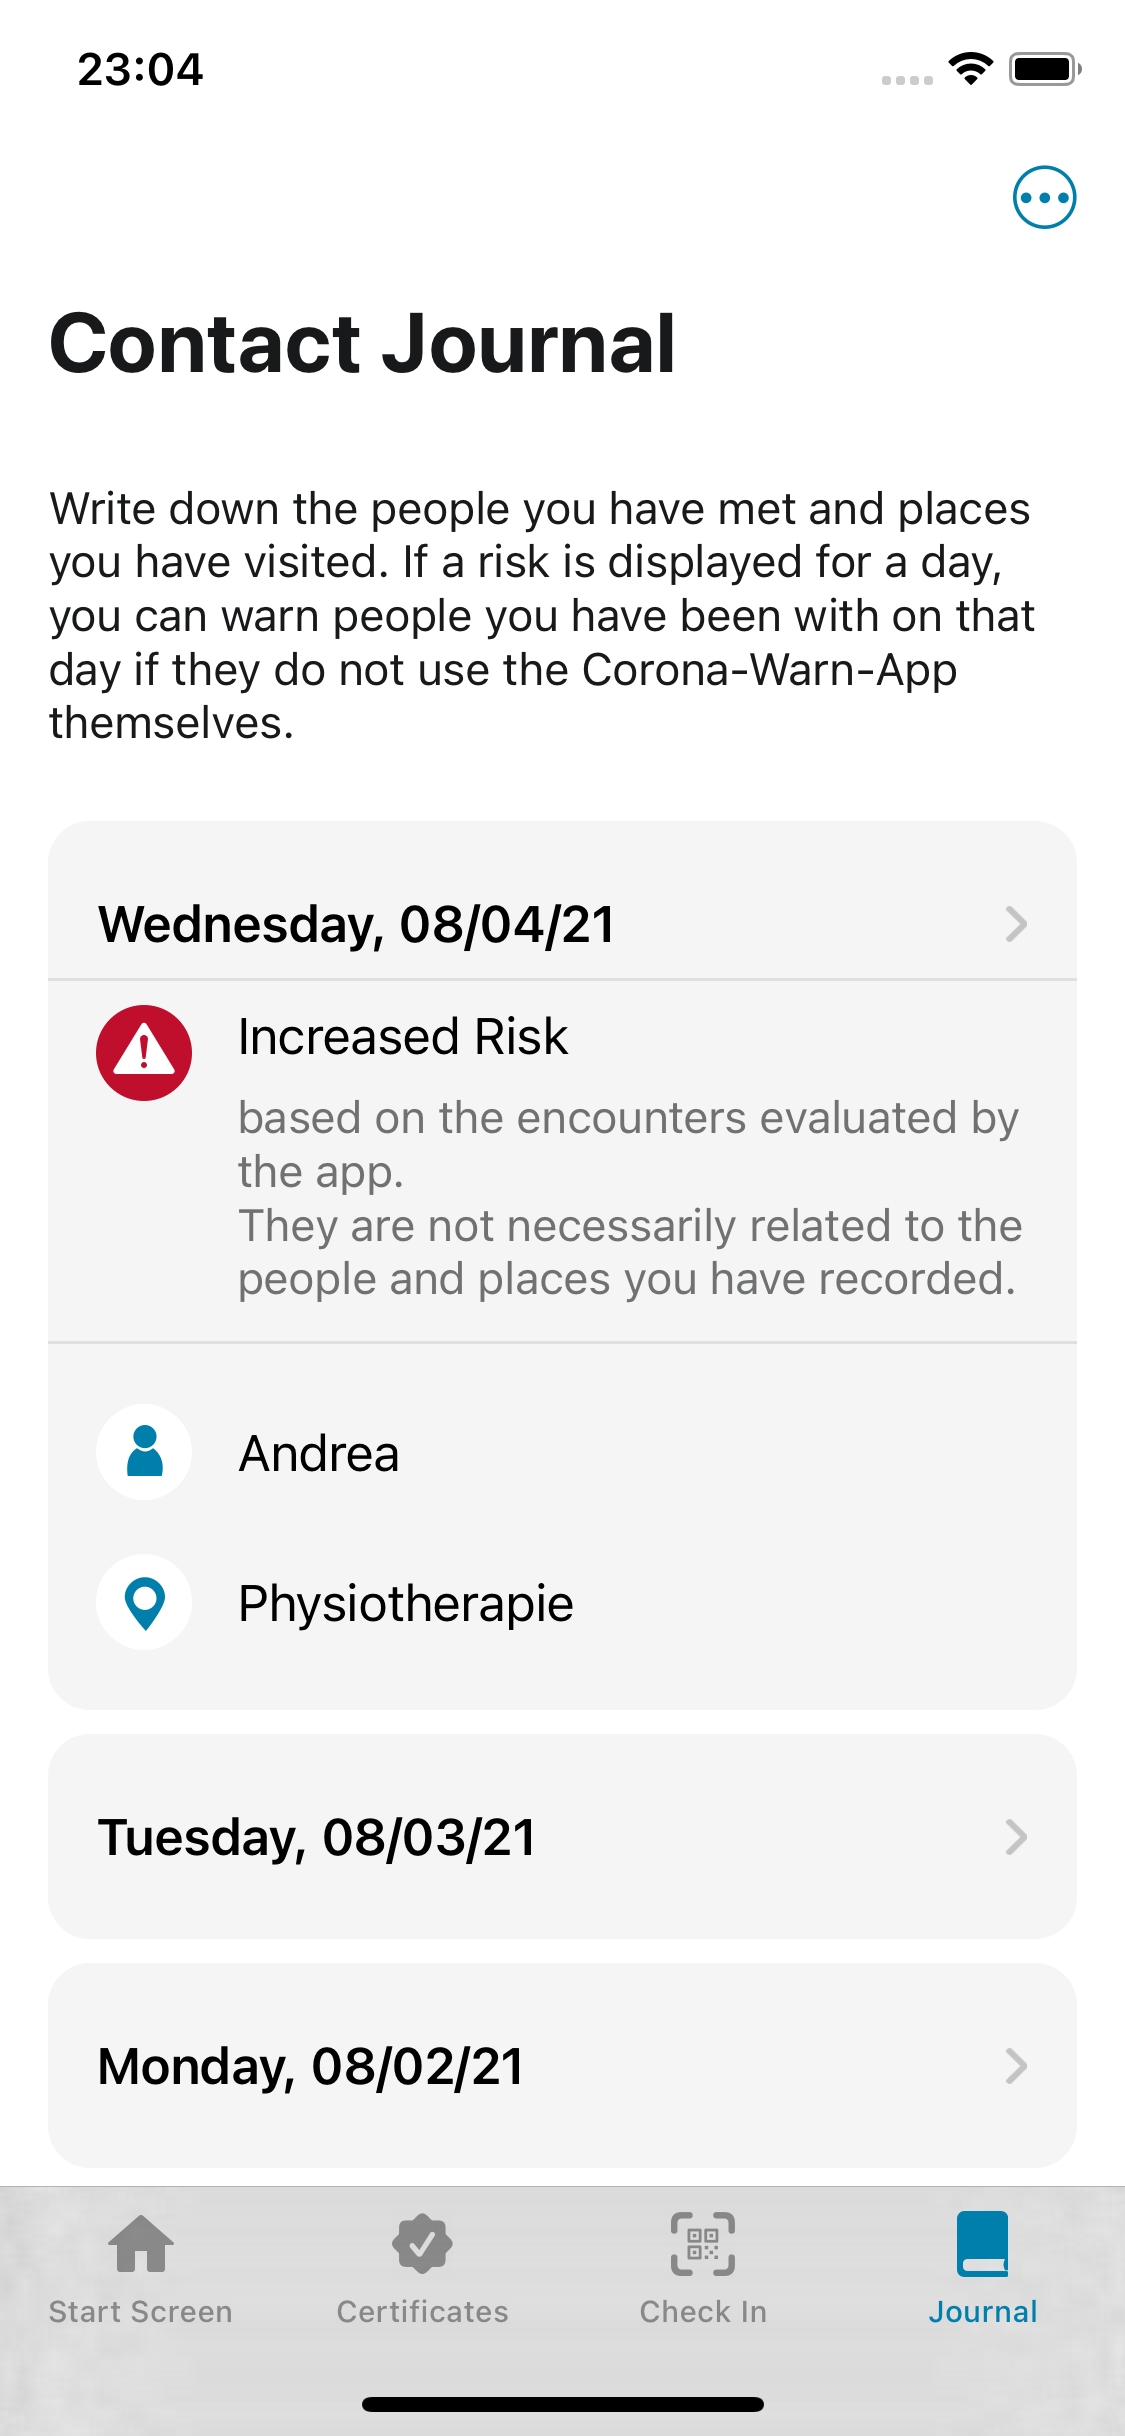 23:04
Contact Journal
Write down the people you have met and places
you have visited. If a risk is displayed for a day,
you can warn people you have been with on that
day if they do not use the Corona-Warn-App
themselves.
Wednesday, 08/04/21
Increased Risk
based on the encounters evaluated by
the app.
They are not necessarily related to the
people and places you have recorded.
Andrea
Physiotherapie
Tuesday, 08/03/21
Monday, 08/02/21
Start Screen
Certificates
Check In
Journal